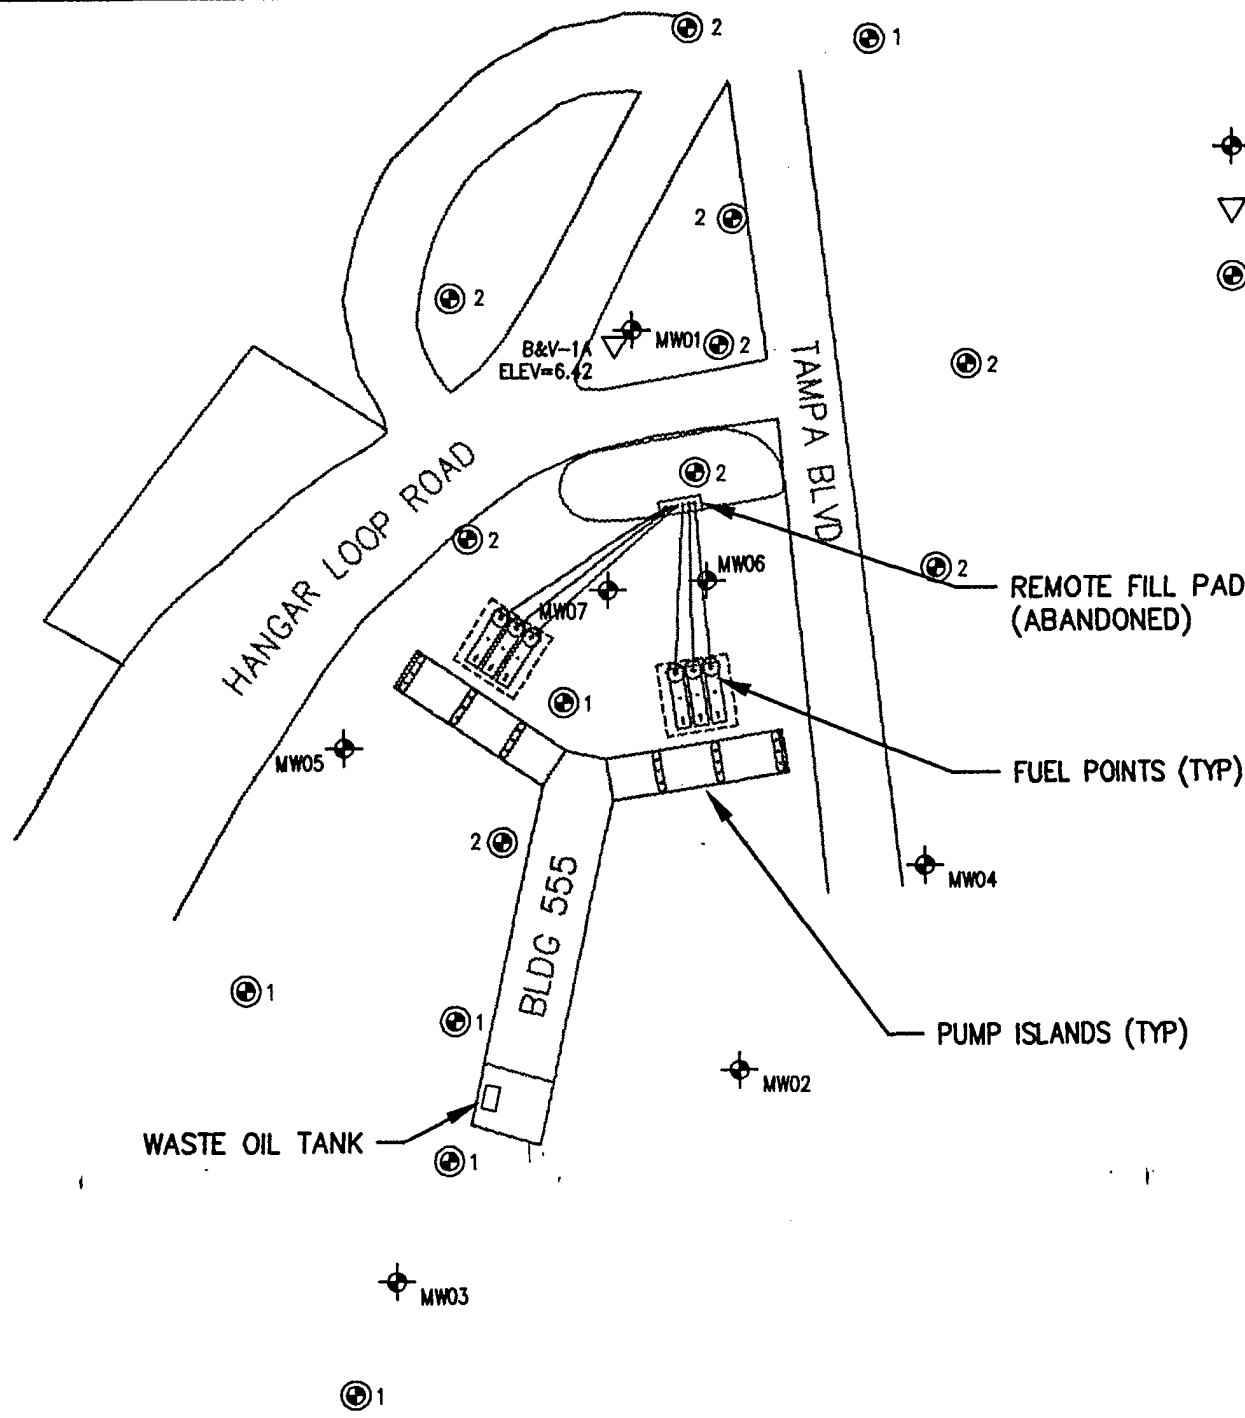 2
1
2
2
B&V-1A
ELEV=6.42
MW01
2
2
TAMPA BLVD
HANGAR LOOP ROAD
2
2
2
MW06
MW07
REMOTE FILL PAD
(ABANDONED)
1
MW05
FUEL POINTS (TYP)
2
BLDG 555
MW04
1
1
PUMP ISLANDS (TYP)
MW02
WASTE OIL TANK
1
MW03
1